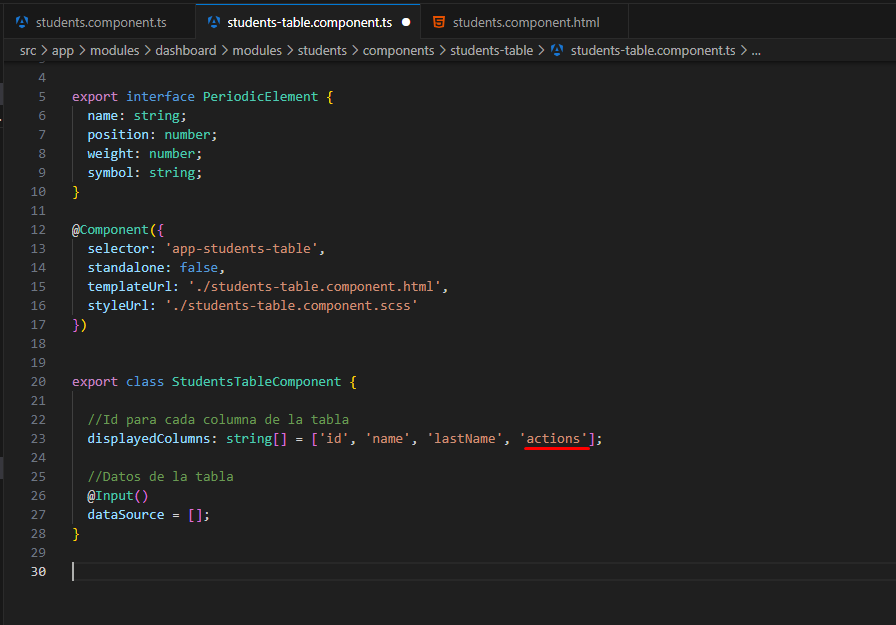 students.component.ts students-table.component.ts students.component.html
src > app > modules > dashboard > modules > students > components > students-table > students-table.component.ts > ...
4
5 export interface PeriodicElement {
6 name: string;
7 position: number;
8 weight: number;
9 symbol: string;
10 }
11
12 @Component({
13 selector: 'app-students-table',
14 standalone: false,
15 templateUrl: './students-table.component.html',
16 styleUrl: './students-table.component.scss'
17 })
18
19
20 export class StudentsTableComponent {
21
22 //Id para cada columna de la tabla
23 displayedColumns: string[] = ['id', 'name', 'lastName', 'actions'];
24
25 //Datos de la tabla
26 @Input()
27 dataSource = [];
28 }
29
30